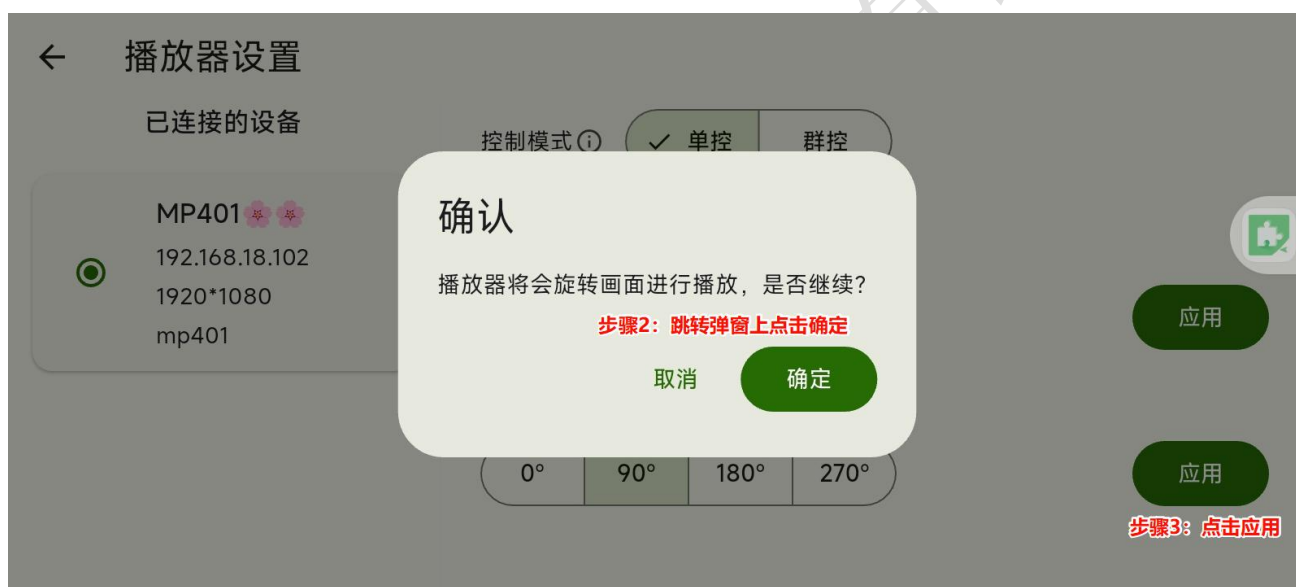 播放器设置
已连接的设备
控制模式
单控
群控
MP401🌸🌸
192.168.18.102
1920*1080
mp401
确认
播放器将会旋转画面进行播放，是否继续?
步骤2：跳转弹窗上点击确定
取消
确定
应用
0°
90°
180°
270°
应用
步骤3：点击应用